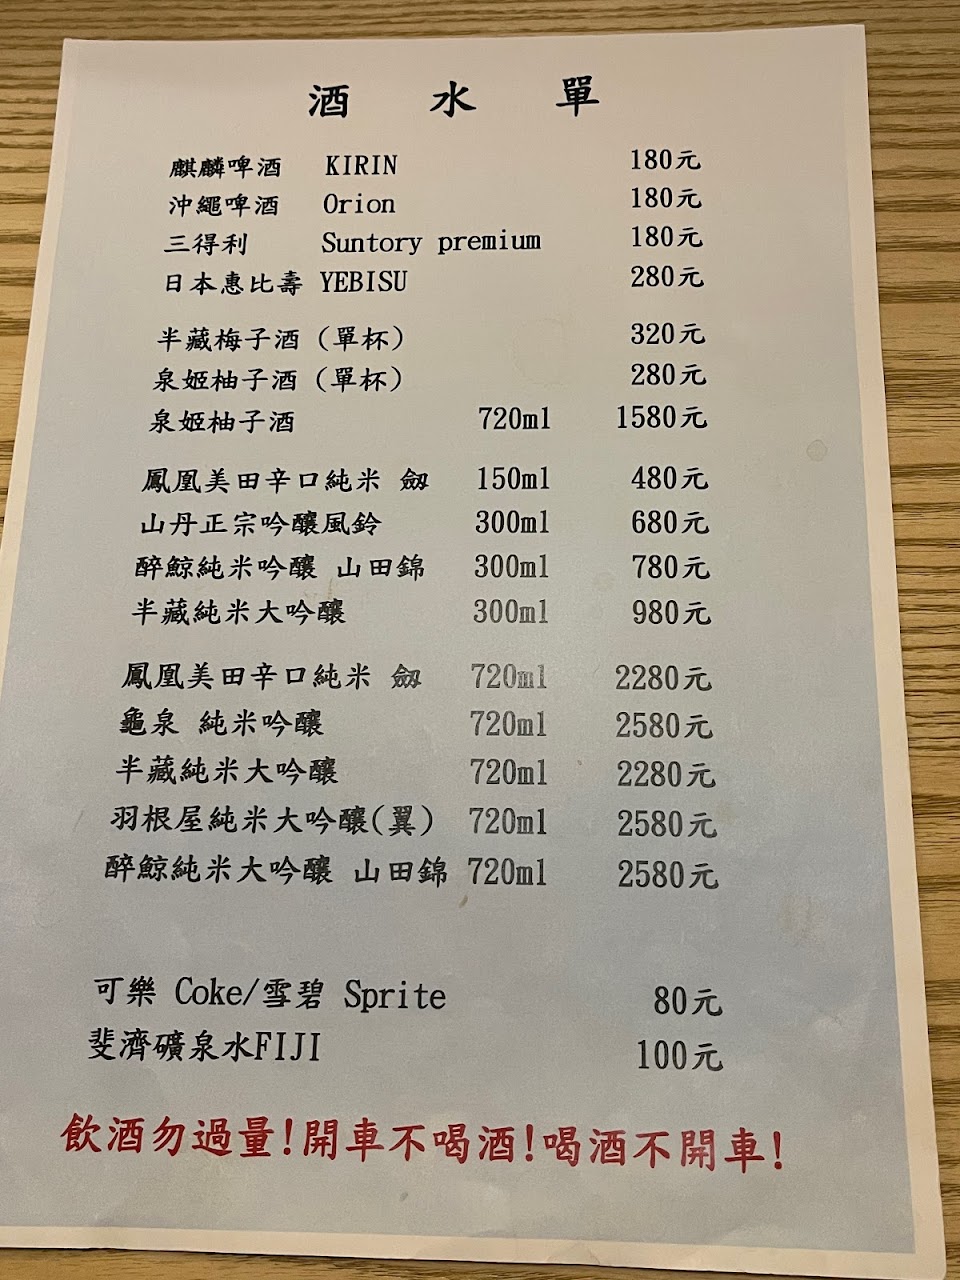 酒水單
麒麟啤酒 KIRIN 180元
沖繩啤酒 Orion 180元
三得利 Suntory premium 180元
日本惠比壽 YEBISU 280元
半藏梅子酒 (單杯) 320元
泉姬柚子酒 (單杯) 280元
泉姬柚子酒 720ml 1580元
鳳凰美田辛口純米 劔 150ml 480元
山丹正宗吟釀風鈴 300ml 680元
醉鯨純米吟釀 山田錦 300ml 780元
半藏純米大吟釀 300ml 980元
鳳凰美田辛口純米 劔 720ml 2280元
龜泉 純米吟釀 720ml 2580元
半藏純米大吟釀 720ml 2280元
羽根屋純米大吟釀(翼) 720ml 2580元
醉鯨純米大吟釀 山田錦 720ml 2580元
可樂 Coke/雪碧 Sprite 80元
斐濟礦泉水FIJI 100元
飲酒勿過量!開車不喝酒!喝酒不開車!